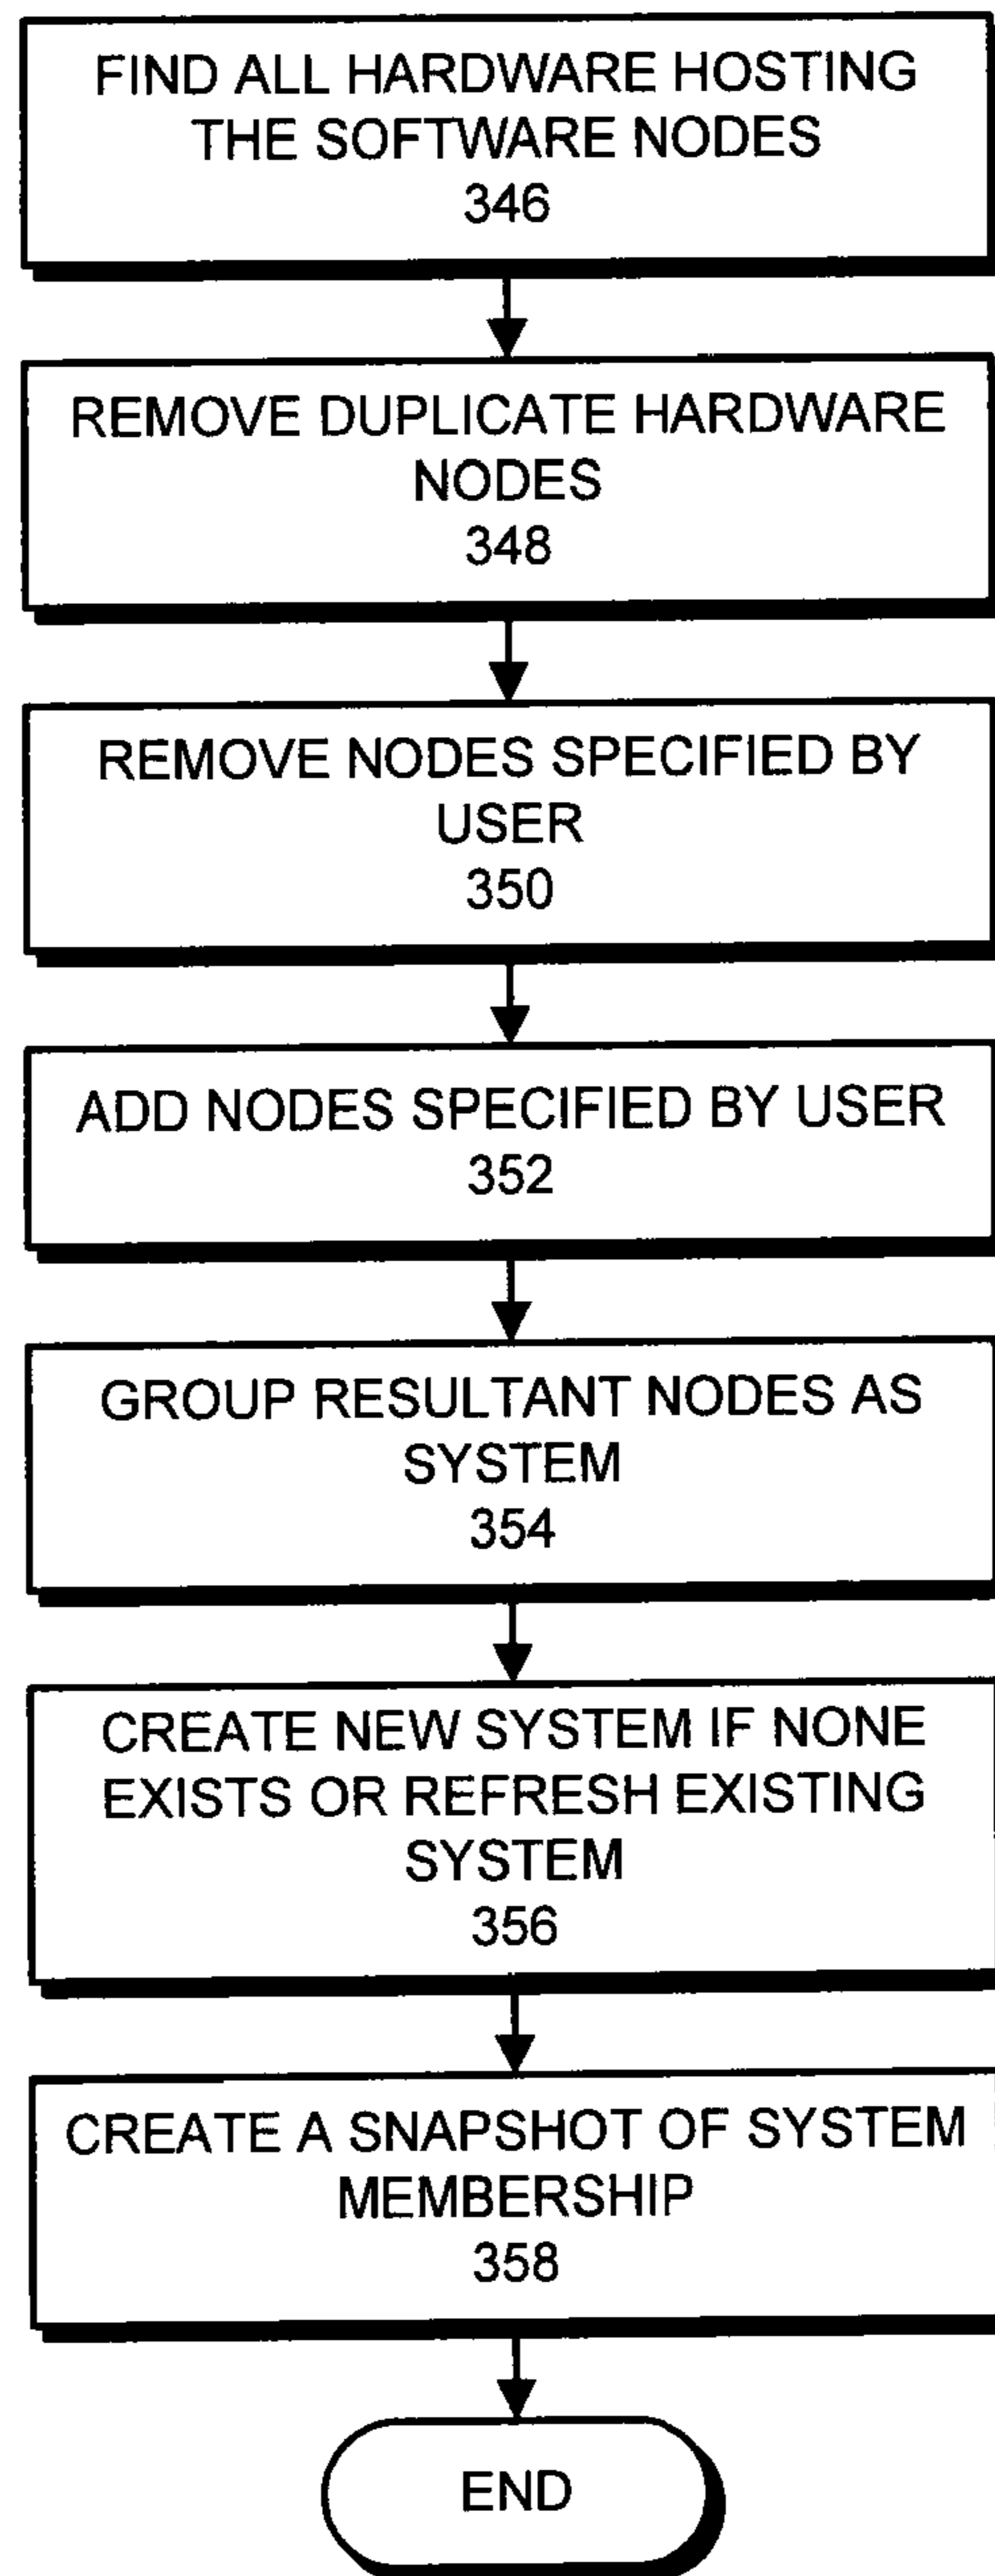 FIND ALL HARDWARE HOSTING
THE SOFTWARE NODES
346
REMOVE DUPLICATE HARDWARE
NODES
348
REMOVE NODES SPECIFIED BY
USER
350
ADD NODES SPECIFIED BY USER
352
GROUP RESULTANT NODES AS
SYSTEM
354
CREATE NEW SYSTEM IF NONE
EXISTS OR REFRESH EXISTING
SYSTEM
356
CREATE A SNAPSHOT OF SYSTEM
MEMBERSHIP
358
END